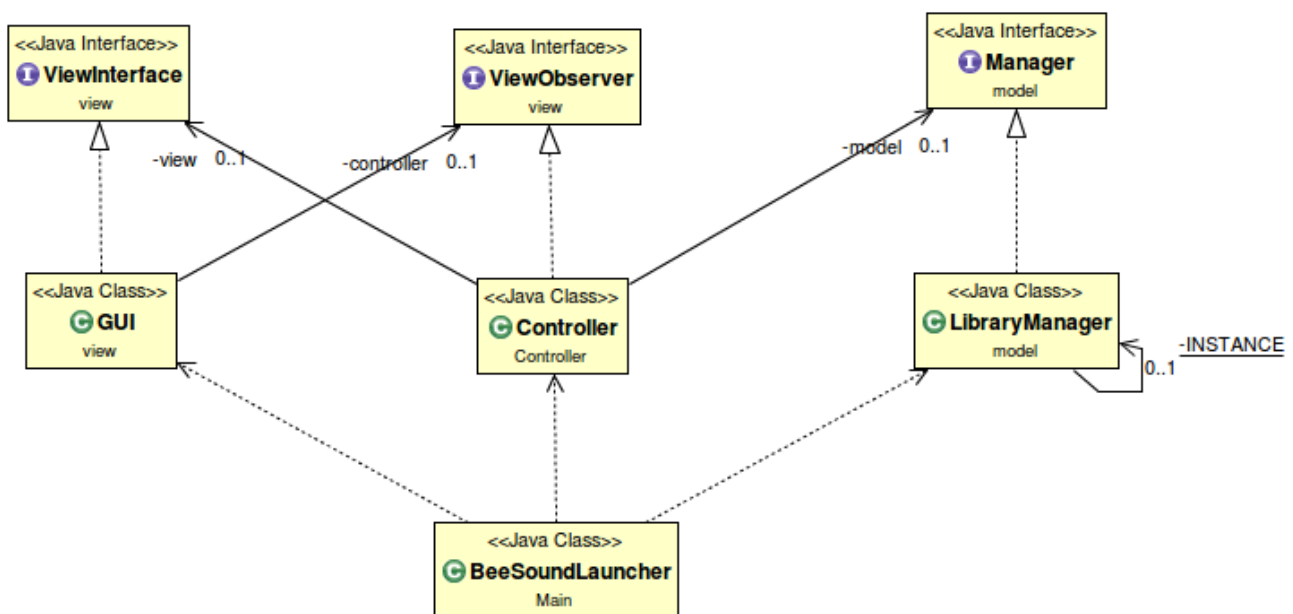 <<Java Interface>>
I ViewInterface
view
<<Java Interface>>
I ViewObserver
view
<<Java Interface>>
I Manager
model
-view 0..1
-controller 0..1
-model 0..1
<<Java Class>>
C GUI
view
<<Java Class>>
C Controller
Controller
<<Java Class>>
C LibraryManager
model
-INSTANCE
0..1
<<Java Class>>
C BeeSoundLauncher
Main